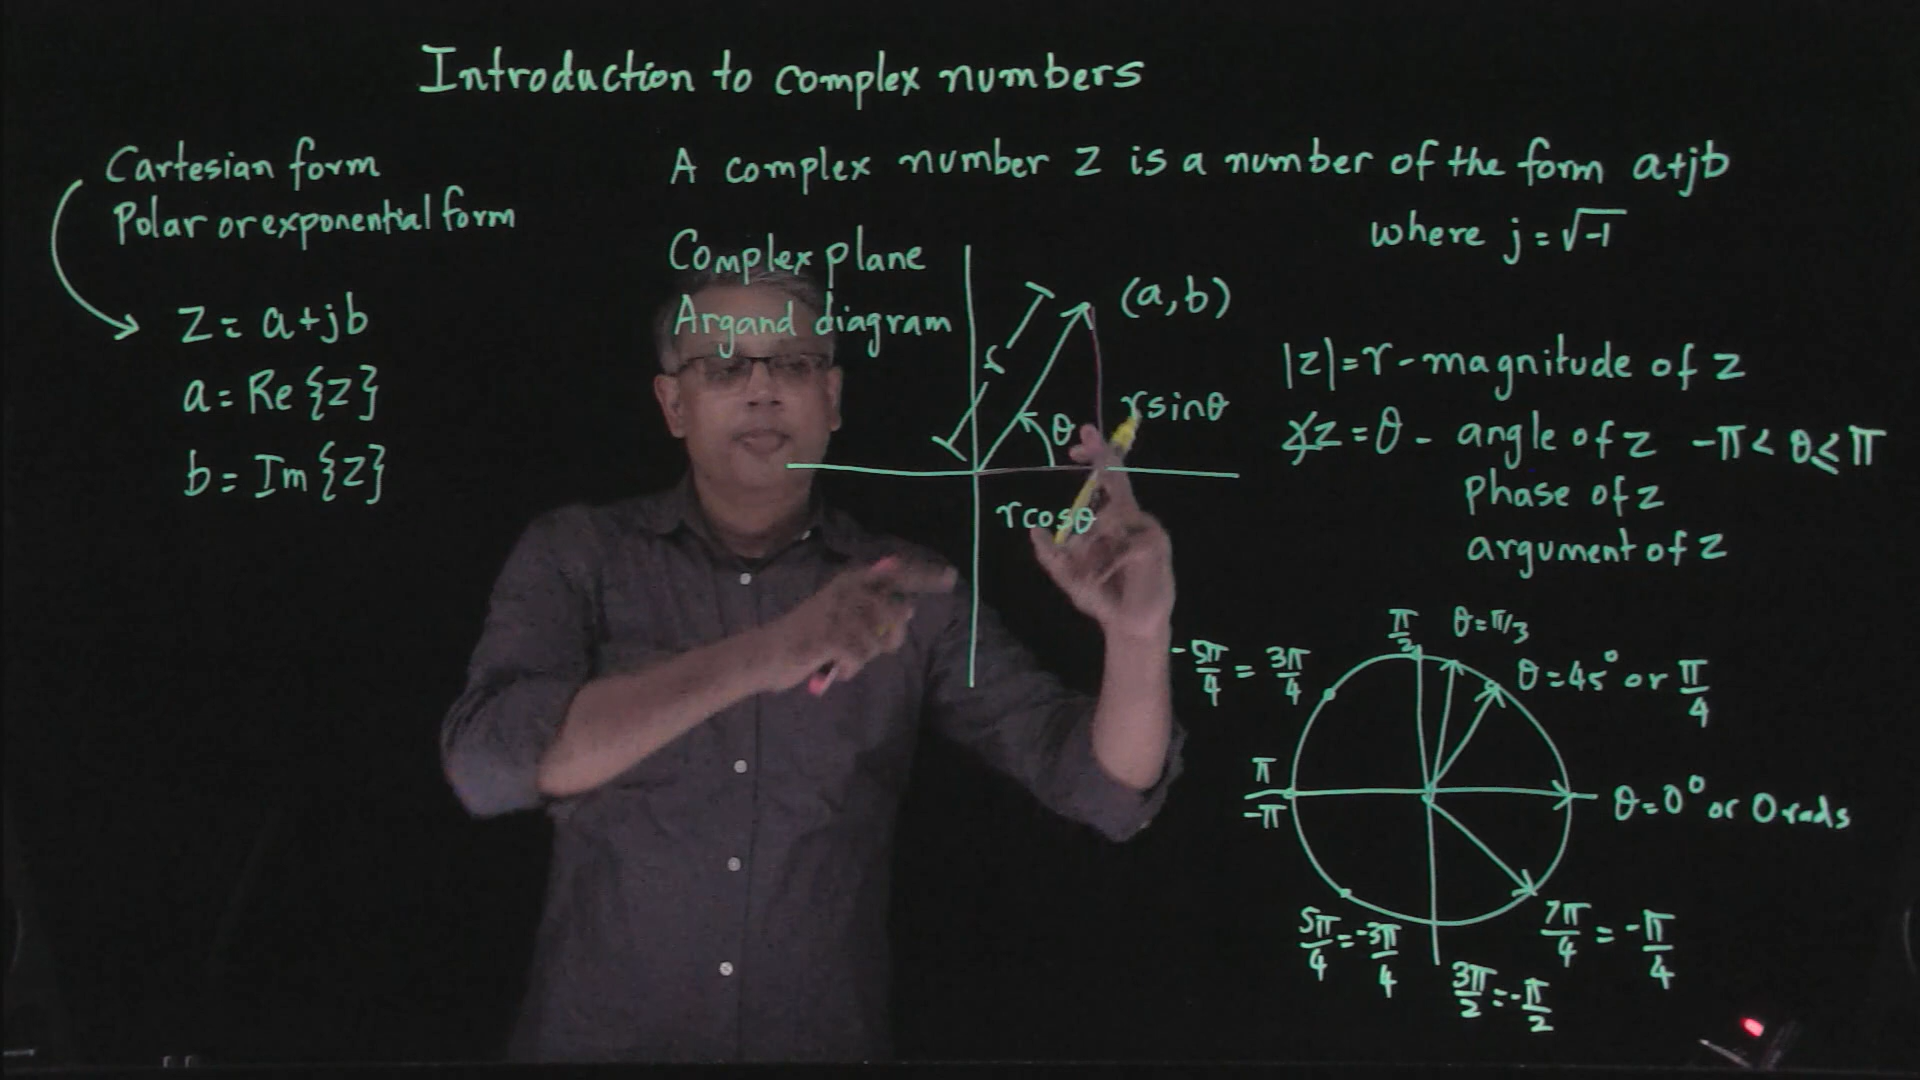 Introduction to complex numbers
Cartesian form
Polar or exponential form
z = a+jb
a = Re {z}
b = Im {z}
A complex number z is a number of the form a+jb
where j = √-1
Complex plane
Argand diagram
(a,b)
r
θ
r sinθ
r cosθ
|z| = r - magnitude of z
∡z = θ - angle of z -π < θ ≤ π
phase of z
argument of z
π/2
θ = π/3
-5π/4 = 3π/4
θ = 45° or π/4
π
-π
θ = 0° or 0 rads
5π/4 = -3π/4
7π/4 = -π/4
3π/2 = -π/2